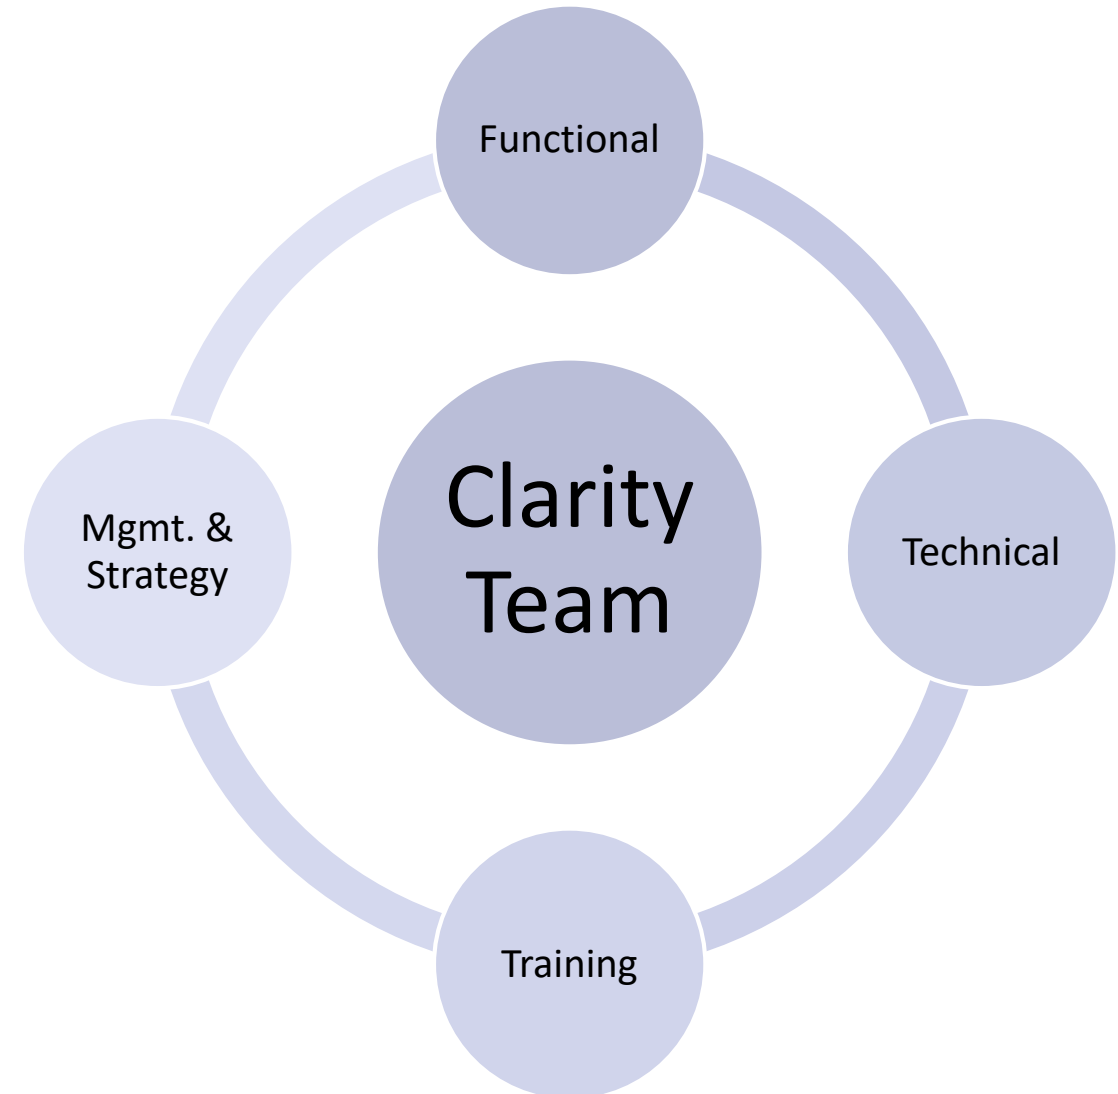 Functional
Mgmt. &
Strategy
Clarity
Team
Technical
Training